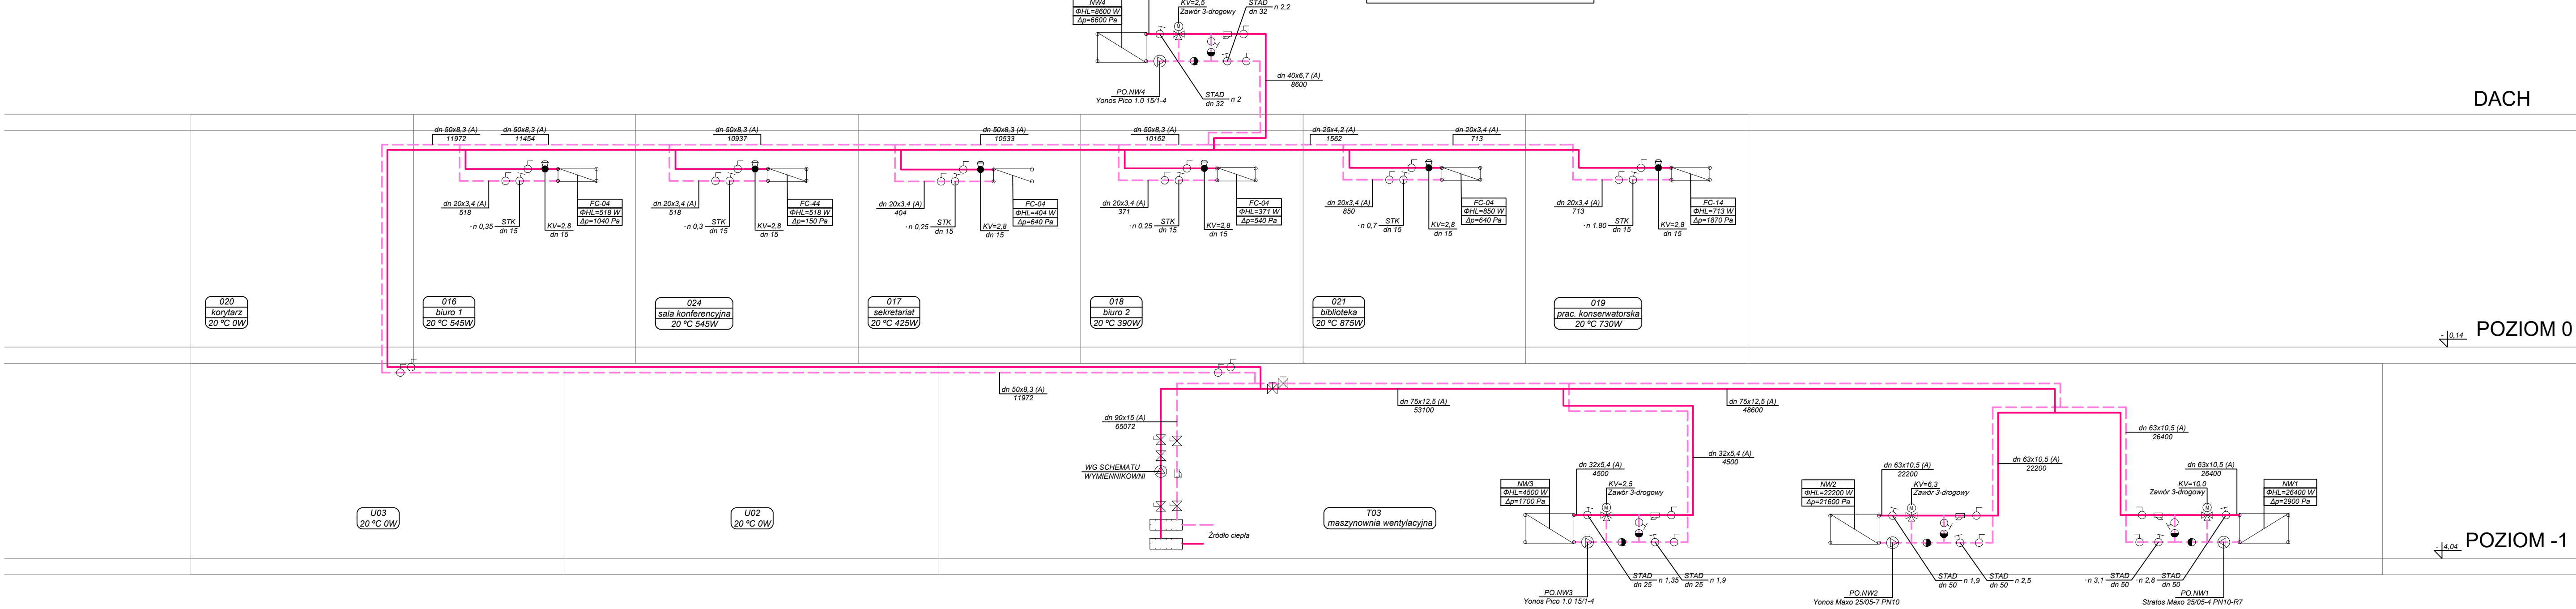 NW4
ΦHL=8600 W
Δp=6600 Pa
KV=2,5
Zawór 3-drogowy
STAD n 2,2
dn 32
dn 40x6,7 (A)
8600
PO.NW4
Yonos Pico 1.0 15/1-4
STAD n 2
dn 32
DACH
dn 50x8,3 (A)
11972
dn 50x8,3 (A)
11454
dn 50x8,3 (A)
10937
dn 50x8,3 (A)
10533
dn 50x8,3 (A)
10162
dn 25x4,2 (A)
1562
dn 20x3,4 (A)
713
dn 20x3,4 (A)
518
n 0,35 STK
dn 15
KV=2,8
dn 15
FC-04
ΦHL=518 W
Δp=1040 Pa
dn 20x3,4 (A)
518
n 0,3 STK
dn 15
KV=2,8
dn 15
FC-44
ΦHL=518 W
Δp=150 Pa
dn 20x3,4 (A)
404
n 0,25 STK
dn 15
KV=2,8
dn 15
FC-04
ΦHL=404 W
Δp=640 Pa
dn 20x3,4 (A)
371
n 0,25 STK
dn 15
KV=2,8
dn 15
FC-04
ΦHL=371 W
Δp=540 Pa
dn 20x3,4 (A)
850
n 0,7 STK
dn 15
KV=2,8
dn 15
FC-04
ΦHL=850 W
Δp=640 Pa
dn 20x3,4 (A)
713
n 1.80 STK
dn 15
KV=2,8
dn 15
FC-14
ΦHL=713 W
Δp=1870 Pa
020
korytarz
20 ºC 0W
016
biuro 1
20 ºC 545W
024
sala konferencyjna
20 ºC 545W
017
sekretariat
20 ºC 425W
018
biuro 2
20 ºC 390W
021
biblioteka
20 ºC 875W
019
prac. konserwatorska
20 ºC 730W
- 0,14
POZIOM 0
dn 50x8,3 (A)
11972
dn 90x15 (A)
65072
dn 75x12,5 (A)
53100
dn 75x12,5 (A)
48600
WG SCHEMATU
WYMIENNIKOWNI
Źródło ciepła
U03
20 ºC 0W
U02
20 ºC 0W
T03
maszynownia wentylacyjna
NW3
ΦHL=4500 W
Δp=1700 Pa
dn 32x5,4 (A)
4500
KV=2,5
Zawór 3-drogowy
dn 32x5,4 (A)
4500
STAD n 1,35
dn 25
STAD n 1,9
dn 25
PO.NW3
Yonos Pico 1.0 15/1-4
NW2
ΦHL=22200 W
Δp=21600 Pa
dn 63x10,5 (A)
22200
KV=6,3
Zawór 3-drogowy
dn 63x10,5 (A)
22200
STAD n 1,9
dn 50
STAD n 2,5
dn 50
PO.NW2
Yonos Maxo 25/05-7 PN10
dn 63x10,5 (A)
26400
dn 63x10,5 (A)
26400
KV=10,0
Zawór 3-drogowy
NW1
ΦHL=26400 W
Δp=2900 Pa
n 3,1 STAD
dn 50
n 2,8 STAD
dn 50
PO.NW1
Stratos Maxo 25/05-4 PN10-R7
- 4,04
POZIOM -1